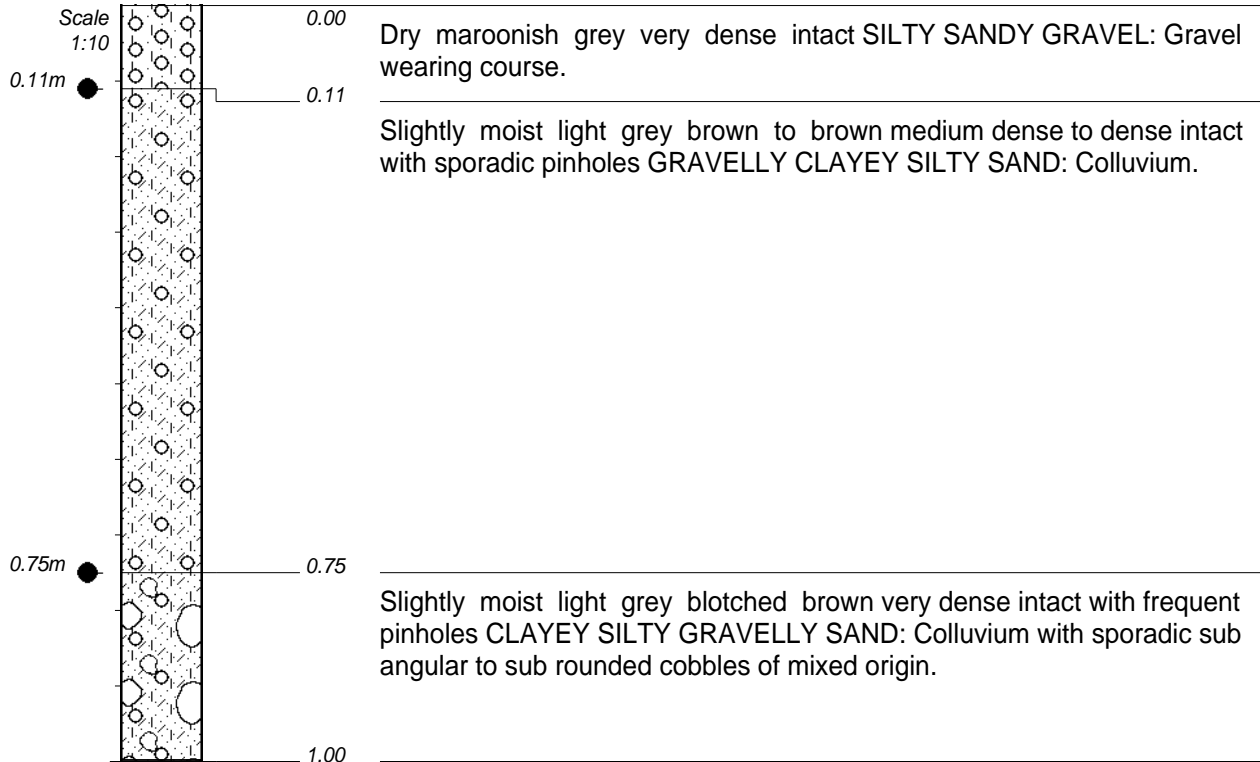 Scale
1:10
0.00
Dry maroonish grey very dense intact SILTY SANDY GRAVEL: Gravel
wearing course.
0.11m
0.11
Slightly moist light grey brown to brown medium dense to dense intact
with sporadic pinholes GRAVELLY CLAYEY SILTY SAND: Colluvium.
0.75m
0.75
Slightly moist light grey blotched brown very dense intact with frequent
pinholes CLAYEY SILTY GRAVELLY SAND: Colluvium with sporadic sub
angular to sub rounded cobbles of mixed origin.
1.00